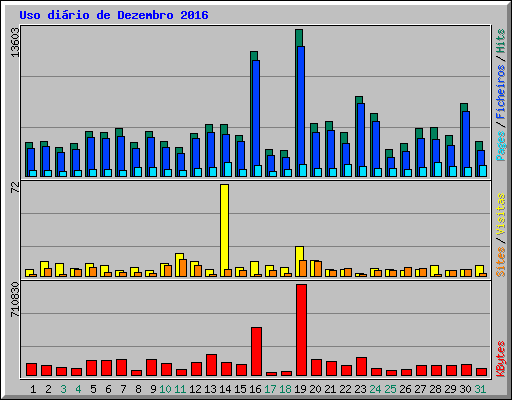 Uso diário de Dezembro 2016
13603
72
710830
Pages / Ficheiros / Hits
Sites / Visitas
KBytes
1 2 3 4 5 6 7 8 9 10 11 12 13 14 15 16 17 18 19 20 21 22 23 24 25 26 27 28 29 30 31